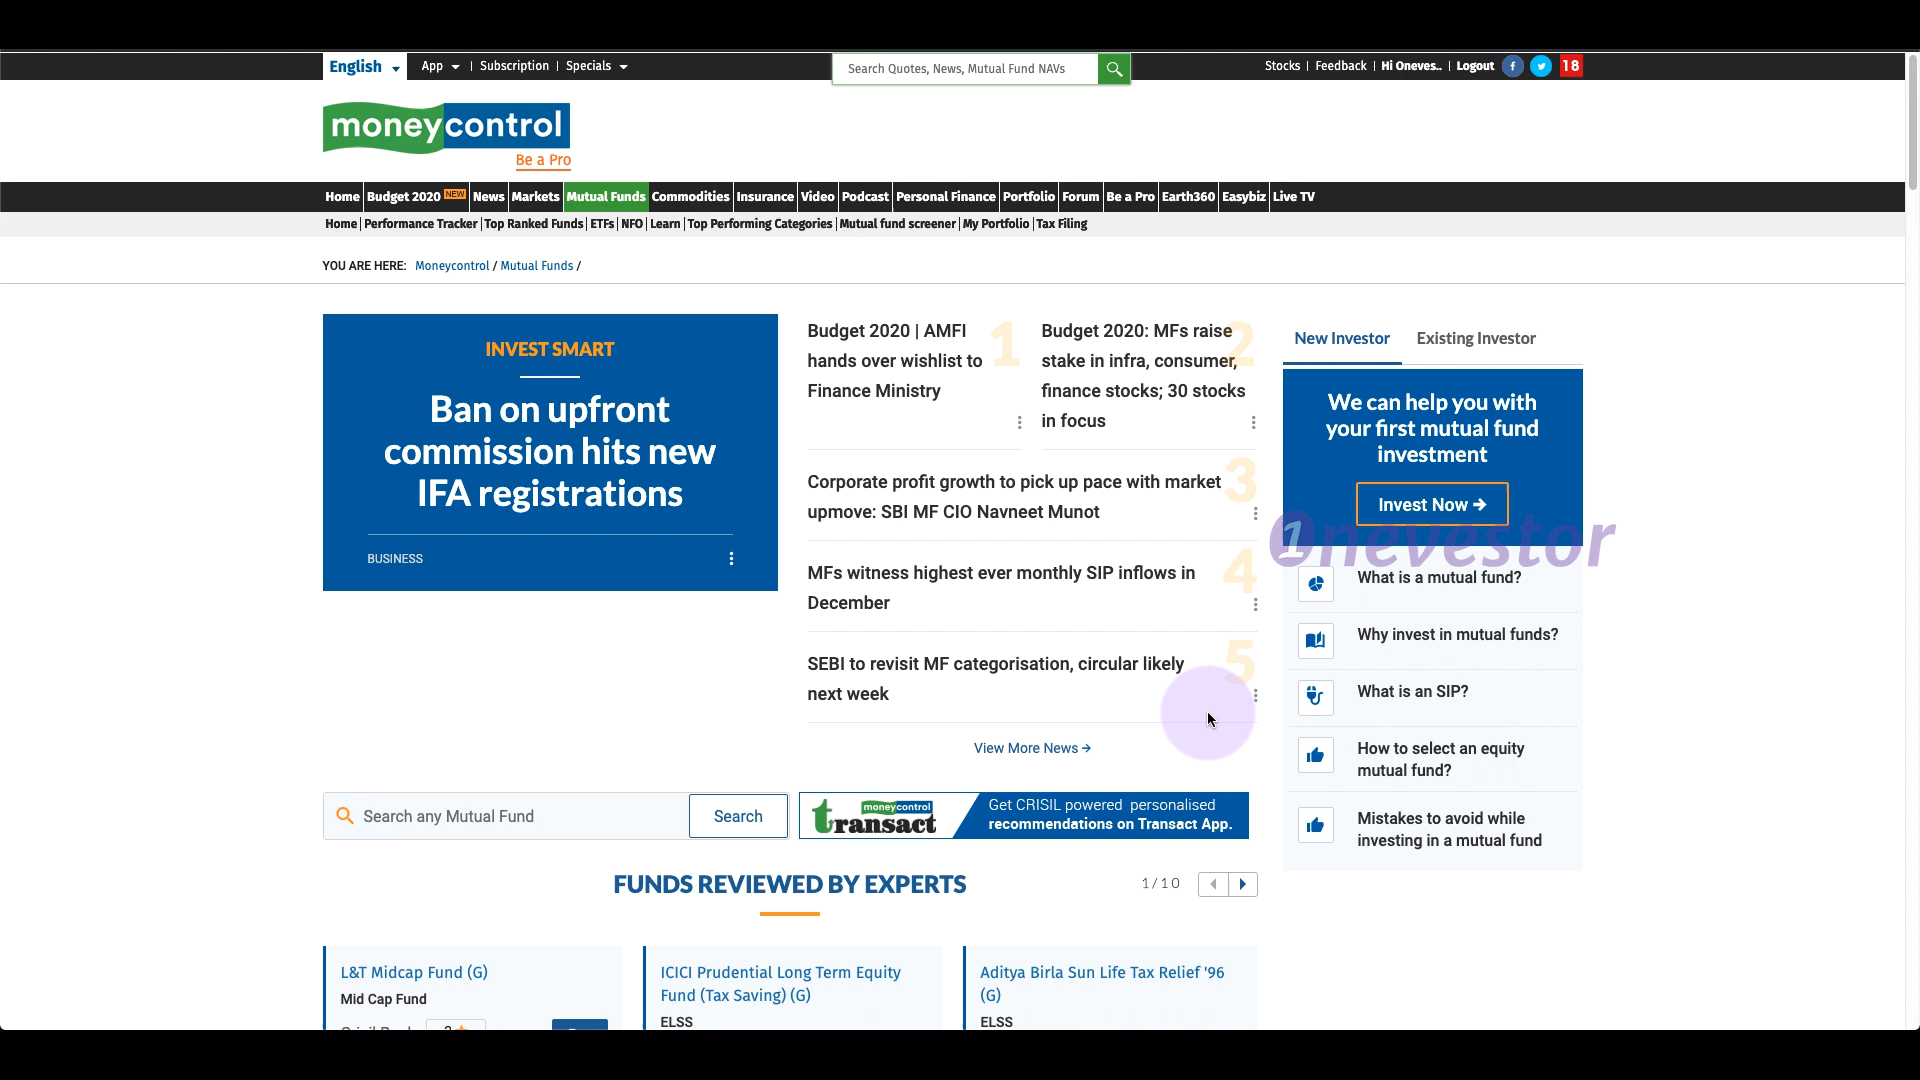 English
App | Subscription | Specials
Search Quotes, News, Mutual Fund NAVs
Stocks | Feedback | Hi Oneves.. | Logout 18
moneycontrol
Be a Pro
Home Budget 2020 NEW News Markets Mutual Funds Commodities Insurance Video Podcast Personal Finance Portfolio Forum Be a Pro Earth360 Easybiz Live TV
Home Performance Tracker Top Ranked Funds ETFs NFO Learn Top Performing Categories Mutual fund screener My Portfolio Tax Filing
YOU ARE HERE: Moneycontrol / Mutual Funds /
INVEST SMART
Ban on upfront
commission hits new
IFA registrations
BUSINESS
Budget 2020 | AMFI
hands over wishlist to
Finance Ministry
1
Budget 2020: MFs raise
stake in infra, consumer,
finance stocks; 30 stocks
in focus
2
Corporate profit growth to pick up pace with market
upmove: SBI MF CIO Navneet Munot
3
MFs witness highest ever monthly SIP inflows in
December
4
SEBI to revisit MF categorisation, circular likely
next week
5
View More News →
New Investor Existing Investor
We can help you with
your first mutual fund
investment
Invest Now →
1nevestor
What is a mutual fund?
Why invest in mutual funds?
What is an SIP?
How to select an equity
mutual fund?
Mistakes to avoid while
investing in a mutual fund
Search any Mutual Fund Search
moneycontrol
transact
Get CRISIL powered personalised
recommendations on Transact App.
FUNDS REVIEWED BY EXPERTS
1/10
L&T Midcap Fund (G)
Mid Cap Fund
ICICI Prudential Long Term Equity
Fund (Tax Saving) (G)
ELSS
Aditya Birla Sun Life Tax Relief '96
(G)
ELSS